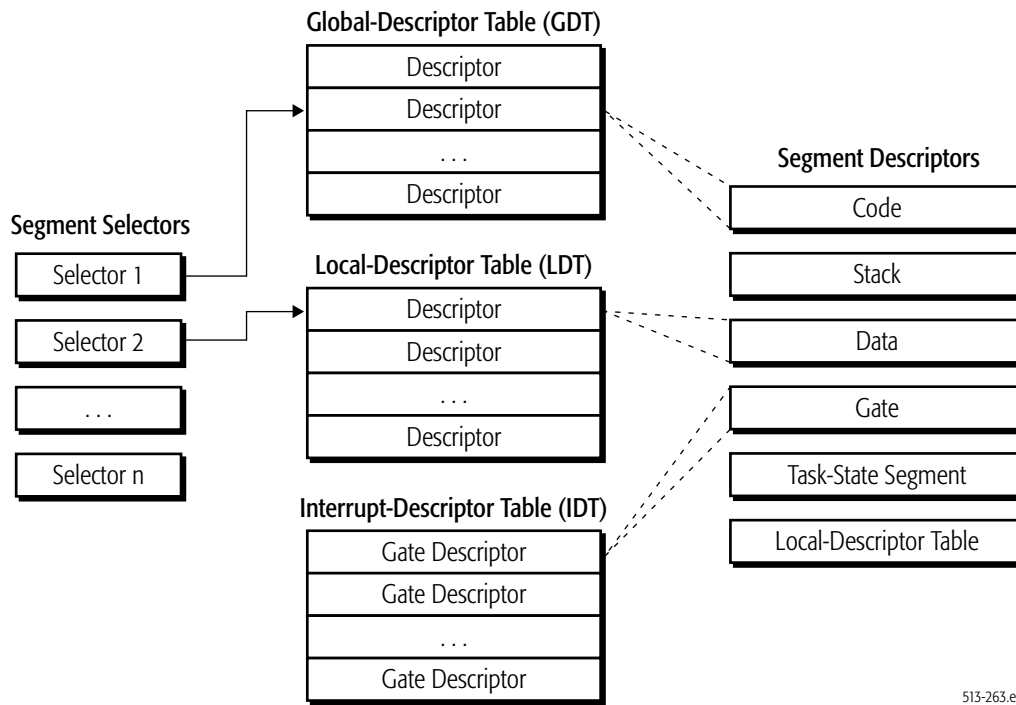 Global-Descriptor Table (GDT)
Descriptor
Descriptor
. . .
Descriptor
Segment Selectors
Selector 1
Selector 2
. . .
Selector n
Local-Descriptor Table (LDT)
Descriptor
Descriptor
. . .
Descriptor
Interrupt-Descriptor Table (IDT)
Gate Descriptor
Gate Descriptor
. . .
Gate Descriptor
Segment Descriptors
Code
Stack
Data
Gate
Task-State Segment
Local-Descriptor Table
513-263.e